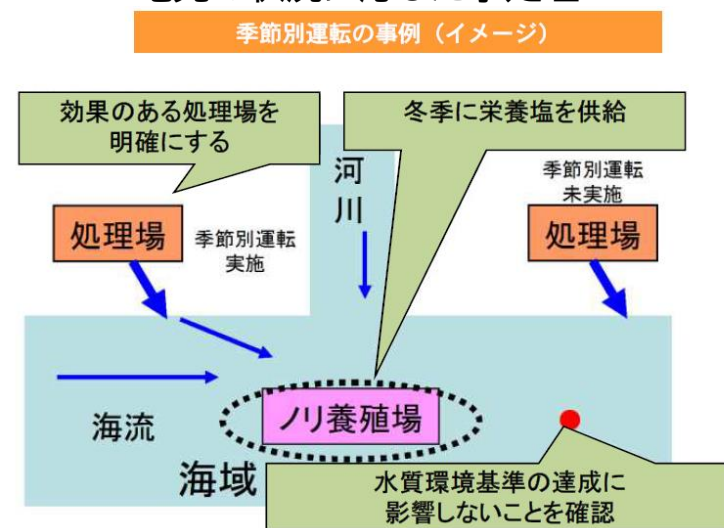 季節別運転の事例（イメージ）
効果のある処理場を
明確にする
冬季に栄養塩を供給
河
川
季節別運転
未実施
処理場
季節別運転
実施
処理場
海流
ノリ養殖場
海域
水質環境基準の達成に
影響しないことを確認